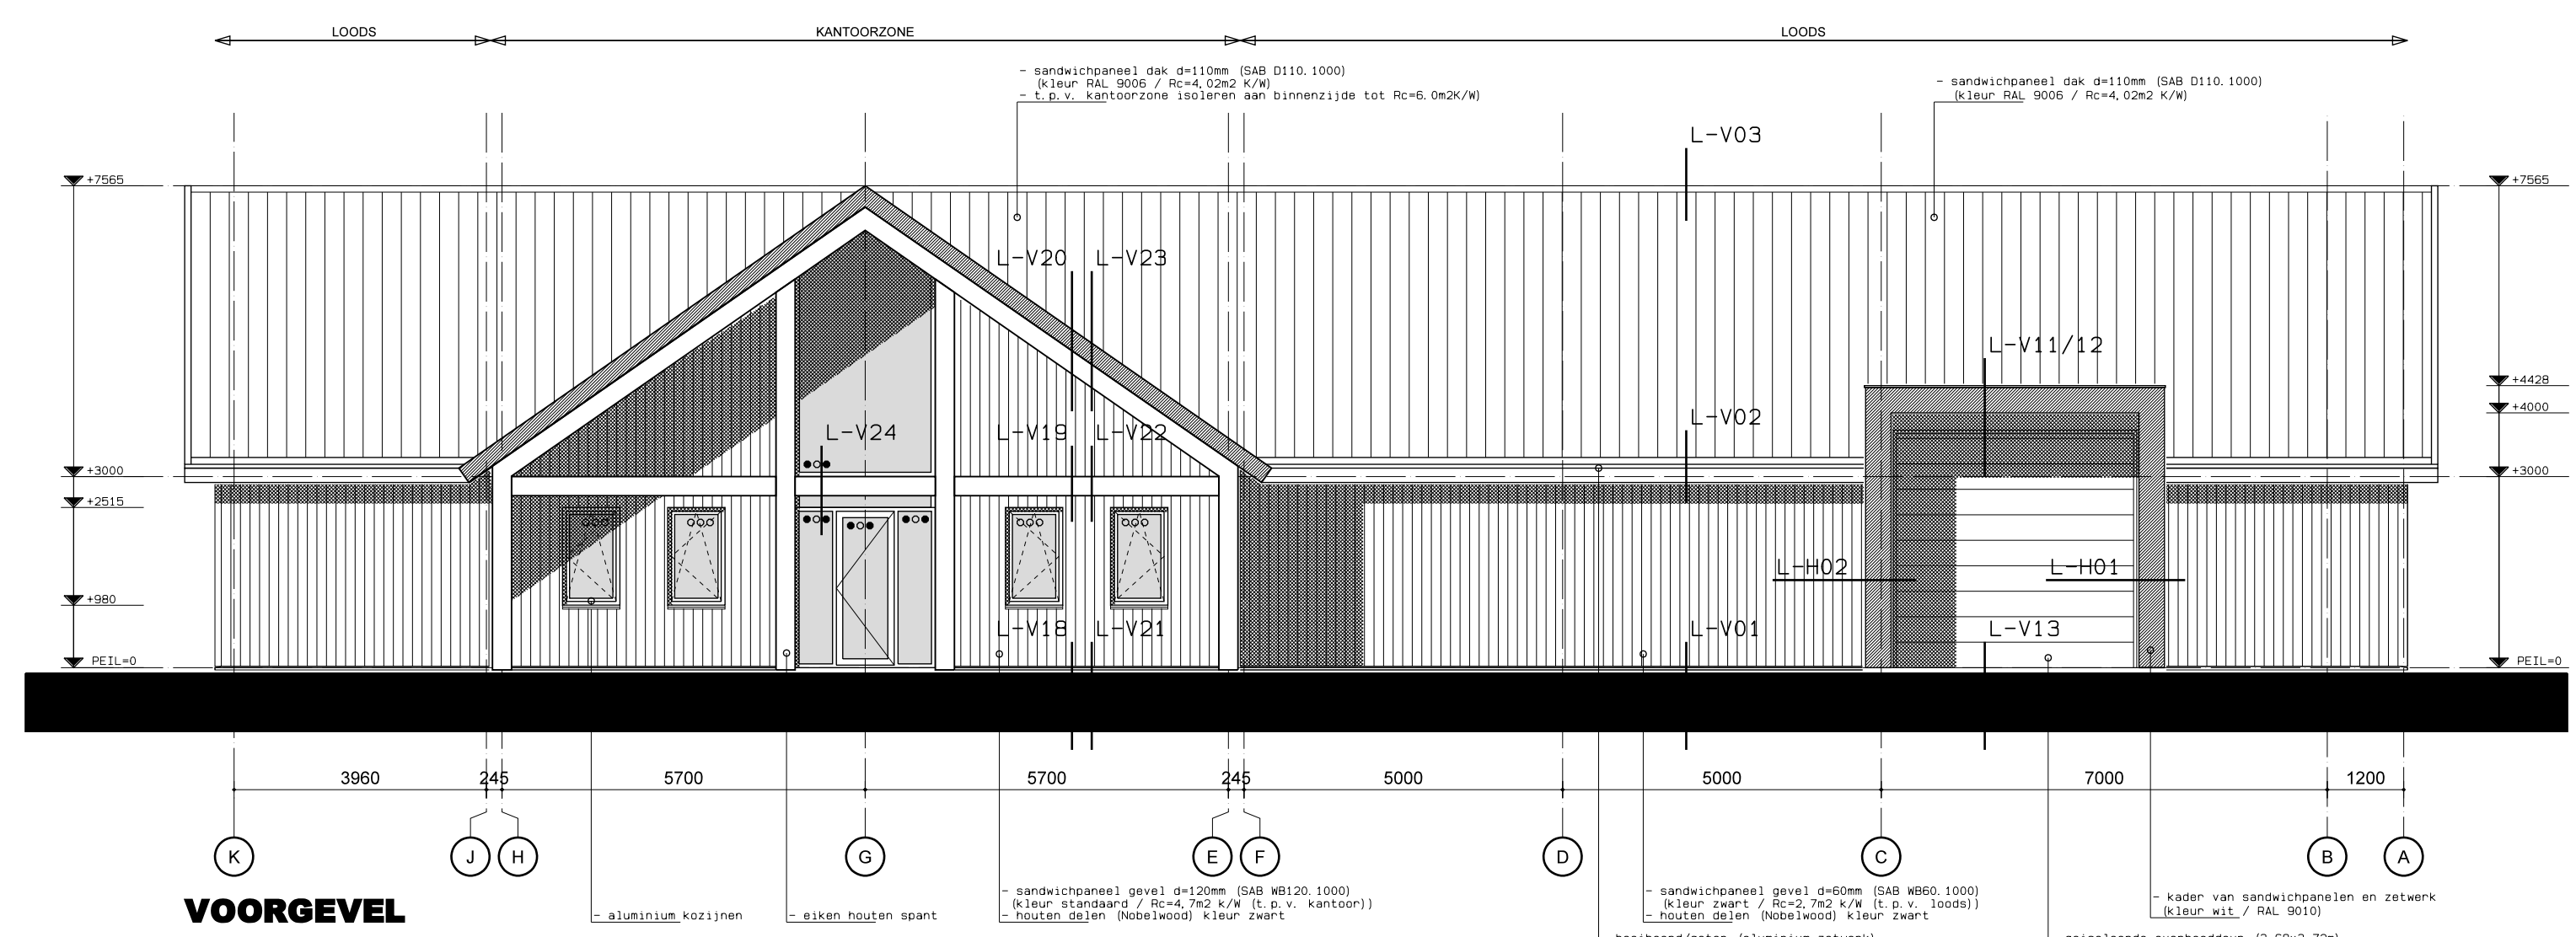 LOODS
KANTOORZONE
LOODS
- sandwichpaneel dak d=110mm (SAB D110.1000)
(kleur RAL 9006 / Rc=4,02m2 K/W)
- t.p.v. kantoorzone isoleren aan binnenzijde tot Rc=6.0m2K/W)
- sandwichpaneel dak d=110mm (SAB D110.1000)
(kleur RAL 9006 / Rc=4,02m2 K/W)
L-V03
+7565
+7565
L-V20
L-V23
L-V11/12
+4428
+4000
L-V02
L-V24
L-V19
L-V22
+3000
+3000
+2515
L-H02
L-H01
+980
L-V18
L-V21
L-V01
L-V13
PEIL=0
PEIL=0
3960
245
5700
5700
245
5000
5000
7000
1200
K
J
H
G
E
F
D
C
B
A
VOORGEVEL
- aluminium kozijnen
- eiken houten spant
- sandwichpaneel gevel d=120mm (SAB WB120.1000)
(kleur standaard / Rc=4,7m2 k/W (t.p.v. kantoor))
- houten delen (Nobelwood) kleur zwart
- sandwichpaneel gevel d=60mm (SAB WB60.1000)
(kleur zwart / Rc=2,7m2 k/W (t.p.v. loods))
- houten delen (Nobelwood) kleur zwart
- kader van sandwichpanelen en zetwerk
(kleur wit / RAL 9010)